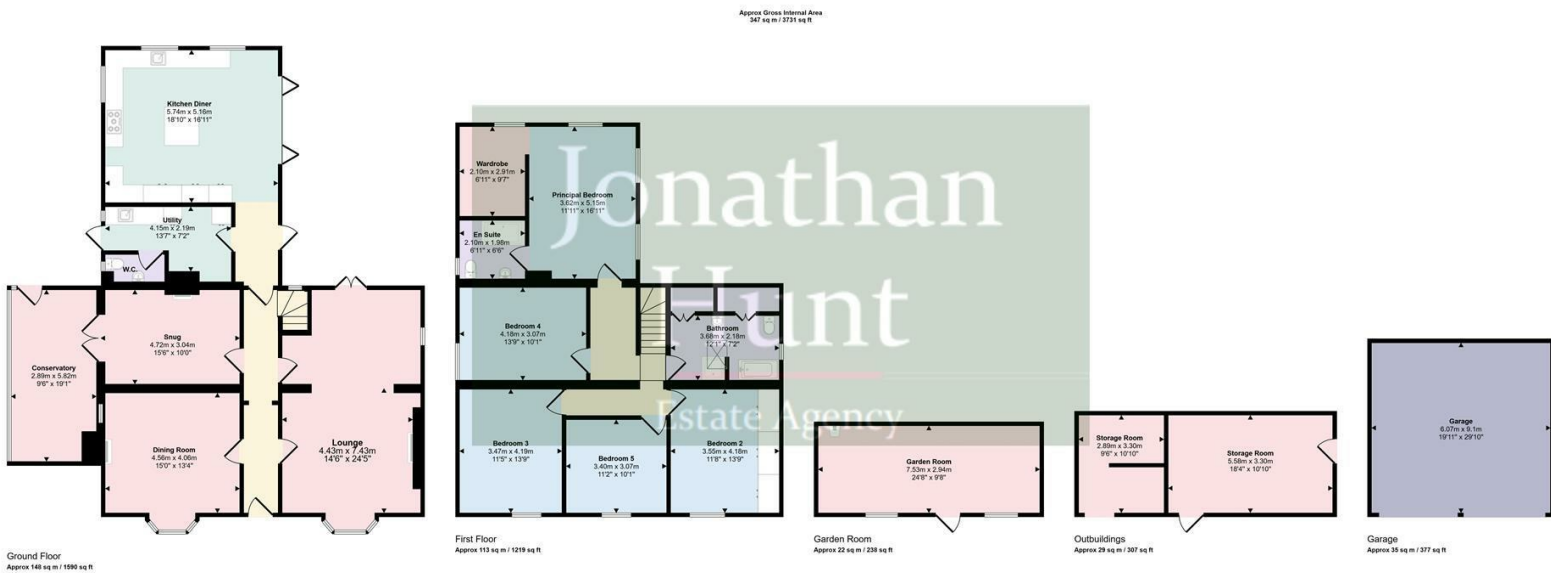 Approx Gross Internal Area
347 sq m / 3731 sq ft
Kitchen Diner
5.74m x 5.16m
18'10" x 16'11"
Utility
4.15m x 2.19m
13'7" x 7'2"
W.C.
Snug
4.72m x 3.04m
15'6" x 10'0"
Conservatory
2.89m x 5.82m
9'6" x 19'1"
Dining Room
4.56m x 4.06m
15'0" x 13'4"
Lounge
4.43m x 7.43m
14'6" x 24'5"
Ground Floor
Approx 148 sq m / 1590 sq ft
Jonathan
Hunt
Estate Agency
Wardrobe
2.10m x 2.91m
6'11" x 9'7"
Principal Bedroom
3.62m x 5.15m
11'11" x 16'11"
En Suite
2.10m x 1.98m
6'11" x 6'6"
Bedroom 4
4.18m x 3.07m
13'9" x 10'1"
Bathroom
3.68m x 2.18m
12'1" x 7'2"
Bedroom 3
3.47m x 4.19m
11'5" x 13'9"
Bedroom 5
3.40m x 3.07m
11'2" x 10'1"
Bedroom 2
3.55m x 4.18m
11'8" x 13'9"
First Floor
Approx 113 sq m / 1219 sq ft
Garden Room
7.53m x 2.94m
24'8" x 9'8"
Garden Room
Approx 22 sq m / 238 sq ft
Storage Room
2.89m x 3.30m
9'6" x 10'10"
Storage Room
5.58m x 3.30m
18'4" x 10'10"
Outbuildings
Approx 29 sq m / 307 sq ft
Garage
6.07m x 9.1m
19'11" x 29'10"
Garage
Approx 35 sq m / 377 sq ft